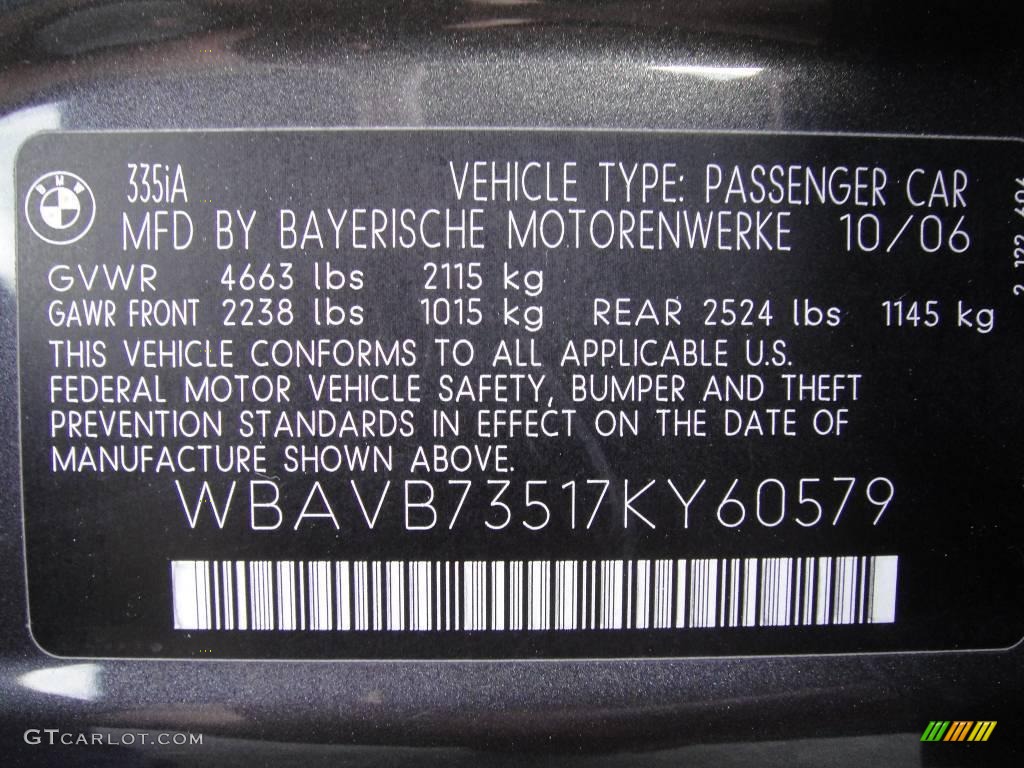 BMW
335iA VEHICLE TYPE: PASSENGER CAR
MFD BY BAYERISCHE MOTORENWERKE 10/06
GVWR 4663 lbs 2115 kg
GAWR FRONT 2238 lbs 1015 kg REAR 2524 lbs 1145 kg
THIS VEHICLE CONFORMS TO ALL APPLICABLE U.S.
FEDERAL MOTOR VEHICLE SAFETY, BUMPER AND THEFT
PREVENTION STANDARDS IN EFFECT ON THE DATE OF
MANUFACTURE SHOWN ABOVE.
WBAVB73517KY60579
GTCARLOT.COM